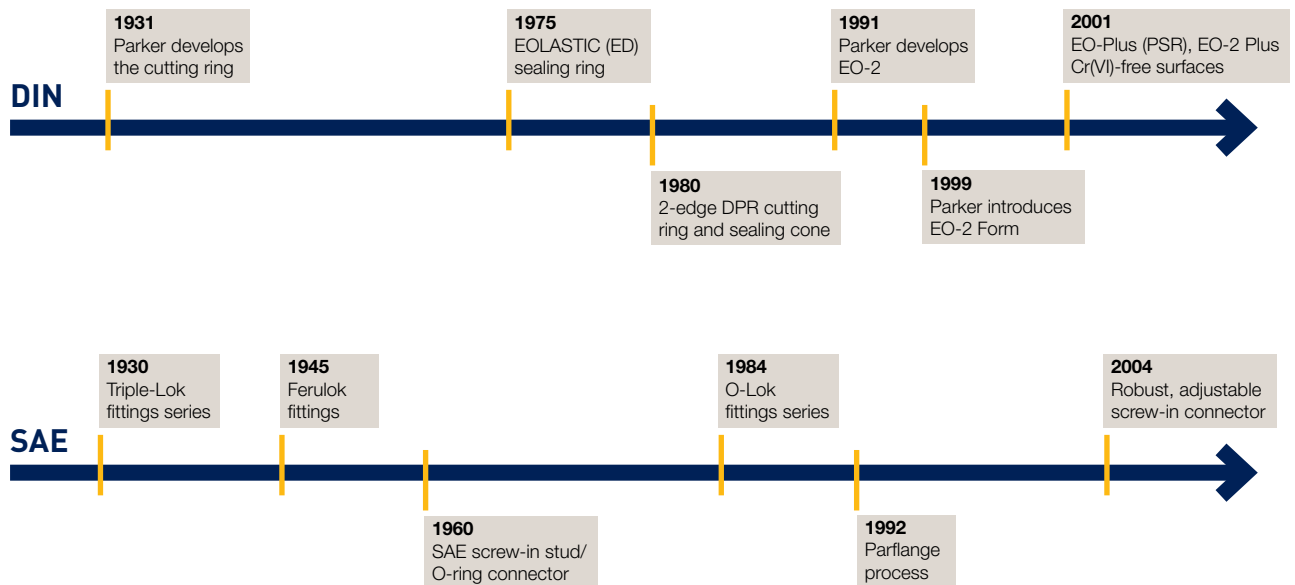 1931
Parker develops
the cutting ring
1975
EOLASTIC (ED)
sealing ring
1991
Parker develops
EO-2
2001
EO-Plus (PSR), EO-2 Plus
Cr(VI)-free surfaces
DIN
1980
2-edge DPR cutting
ring and sealing cone
1999
Parker introduces
EO-2 Form
1930
Triple-Lok
fittings series
1945
Ferulok
fittings
1984
O-Lok
fittings series
2004
Robust, adjustable
screw-in connector
SAE
1960
SAE screw-in stud/
O-ring connector
1992
Parflange
process